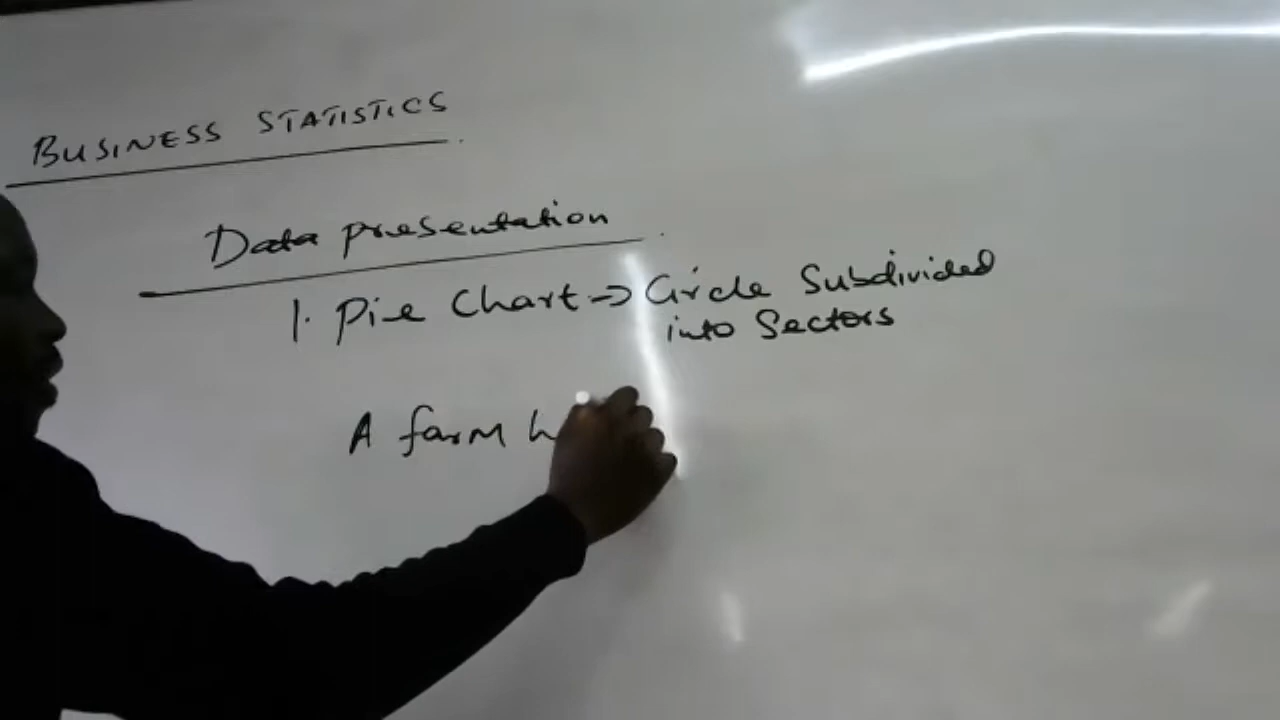 BUSINESS STATISTICS
Data presentation
1. Pie Chart → Circle Subdivided
into Sectors
A farm h